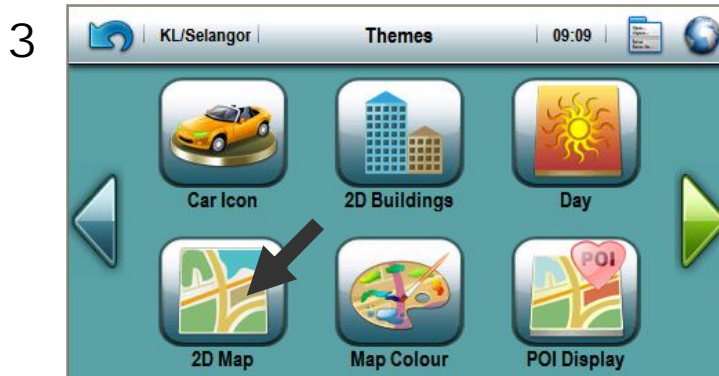 3
KL/Selangor Themes 09:09
Car Icon 2D Buildings Day
POI
2D Map Map Colour POI Display